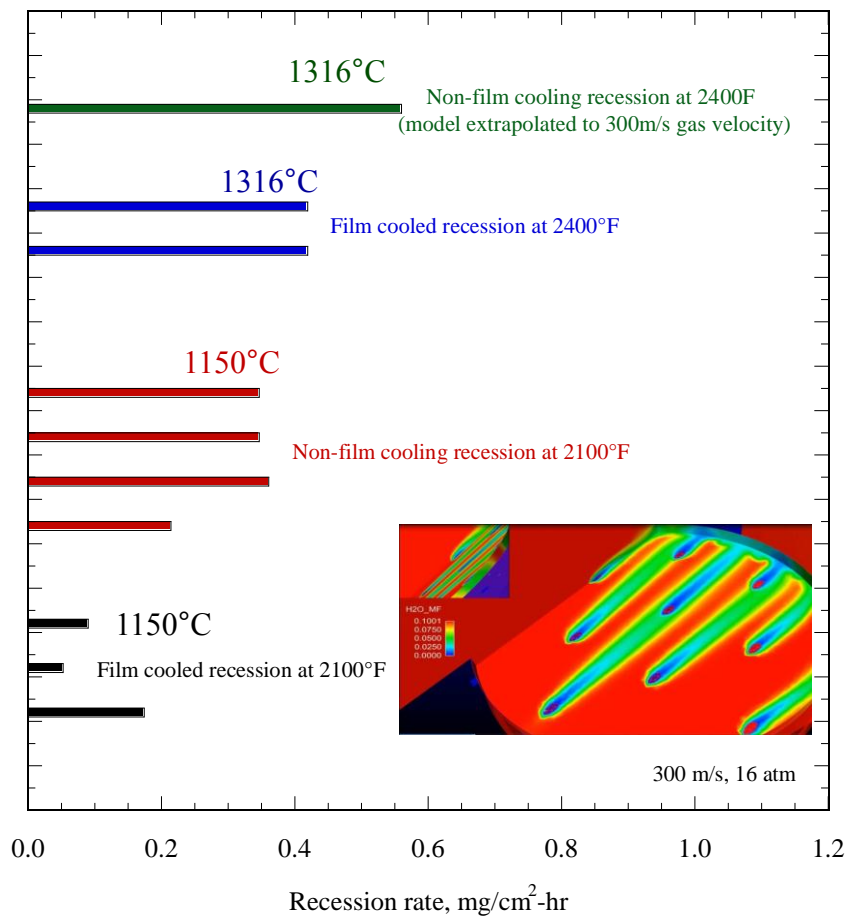 1316°C
Non-film cooling recession at 2400F
(model extrapolated to 300m/s gas velocity)
1316°C
Film cooled recession at 2400°F
1150°C
Non-film cooling recession at 2100°F
H2O_MF
0.1001
0.0750
0.0500
0.0250
0.0000
1150°C
Film cooled recession at 2100°F
300 m/s, 16 atm
0.0 0.2 0.4 0.6 0.8 1.0 1.2
Recession rate, mg/cm²-hr